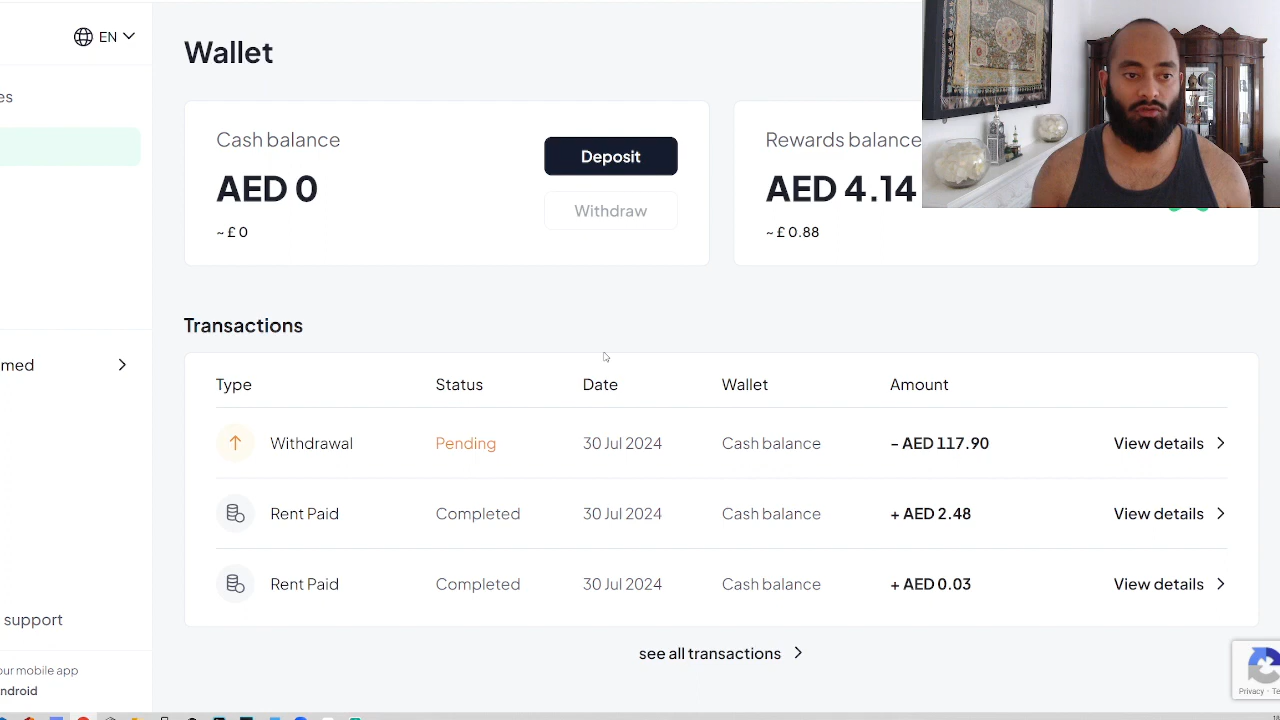 EN
es
med
support
our mobile app
ndroid
Wallet
Cash balance
AED 0
~ £ 0
Deposit
Withdraw
Rewards balance
AED 4.14
~ £ 0.88
Transactions
Type Status Date Wallet Amount
Withdrawal Pending 30 Jul 2024 Cash balance – AED 117.90 View details
Rent Paid Completed 30 Jul 2024 Cash balance + AED 2.48 View details
Rent Paid Completed 30 Jul 2024 Cash balance + AED 0.03 View details
see all transactions
Privacy - Te